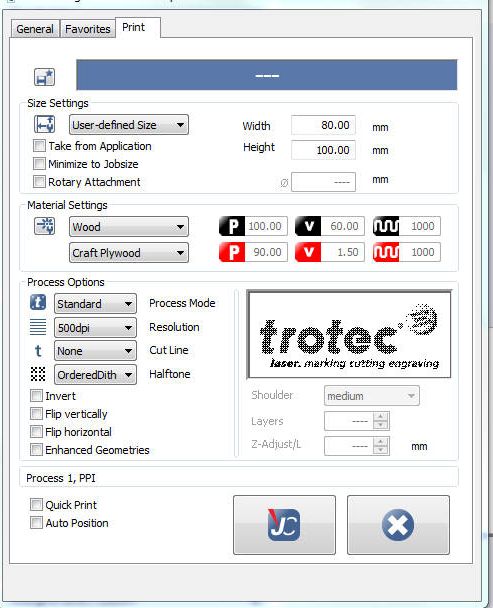 General Favorites Print
---
Size Settings
User-defined Size Width 80.00 mm
Take from Application Height 100.00 mm
Minimize to Jobsize
Rotary Attachment Ø ---- mm
Material Settings
Wood P 100.00 v 60.00 1000
Craft Plywood P 90.00 v 1.50 1000
Process Options
t Standard Process Mode
500dpi Resolution
t None Cut Line
OrderedDith Halftone
trotec
laser. marking cutting engraving
Invert Shoulder medium
Flip vertically Layers ----
Flip horizontal Z-Adjust/L ---- mm
Enhanced Geometries
Process 1, PPI
Quick Print
Auto Position
JC